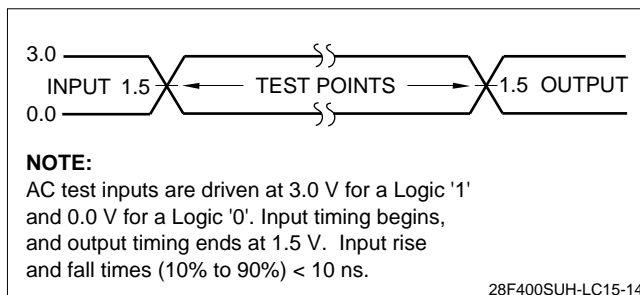 3.0
INPUT 1.5 TEST POINTS 1.5 OUTPUT
0.0
NOTE:
AC test inputs are driven at 3.0 V for a Logic '1'
and 0.0 V for a Logic '0'. Input timing begins,
and output timing ends at 1.5 V. Input rise
and fall times (10% to 90%) < 10 ns.
28F400SUH-LC15-14